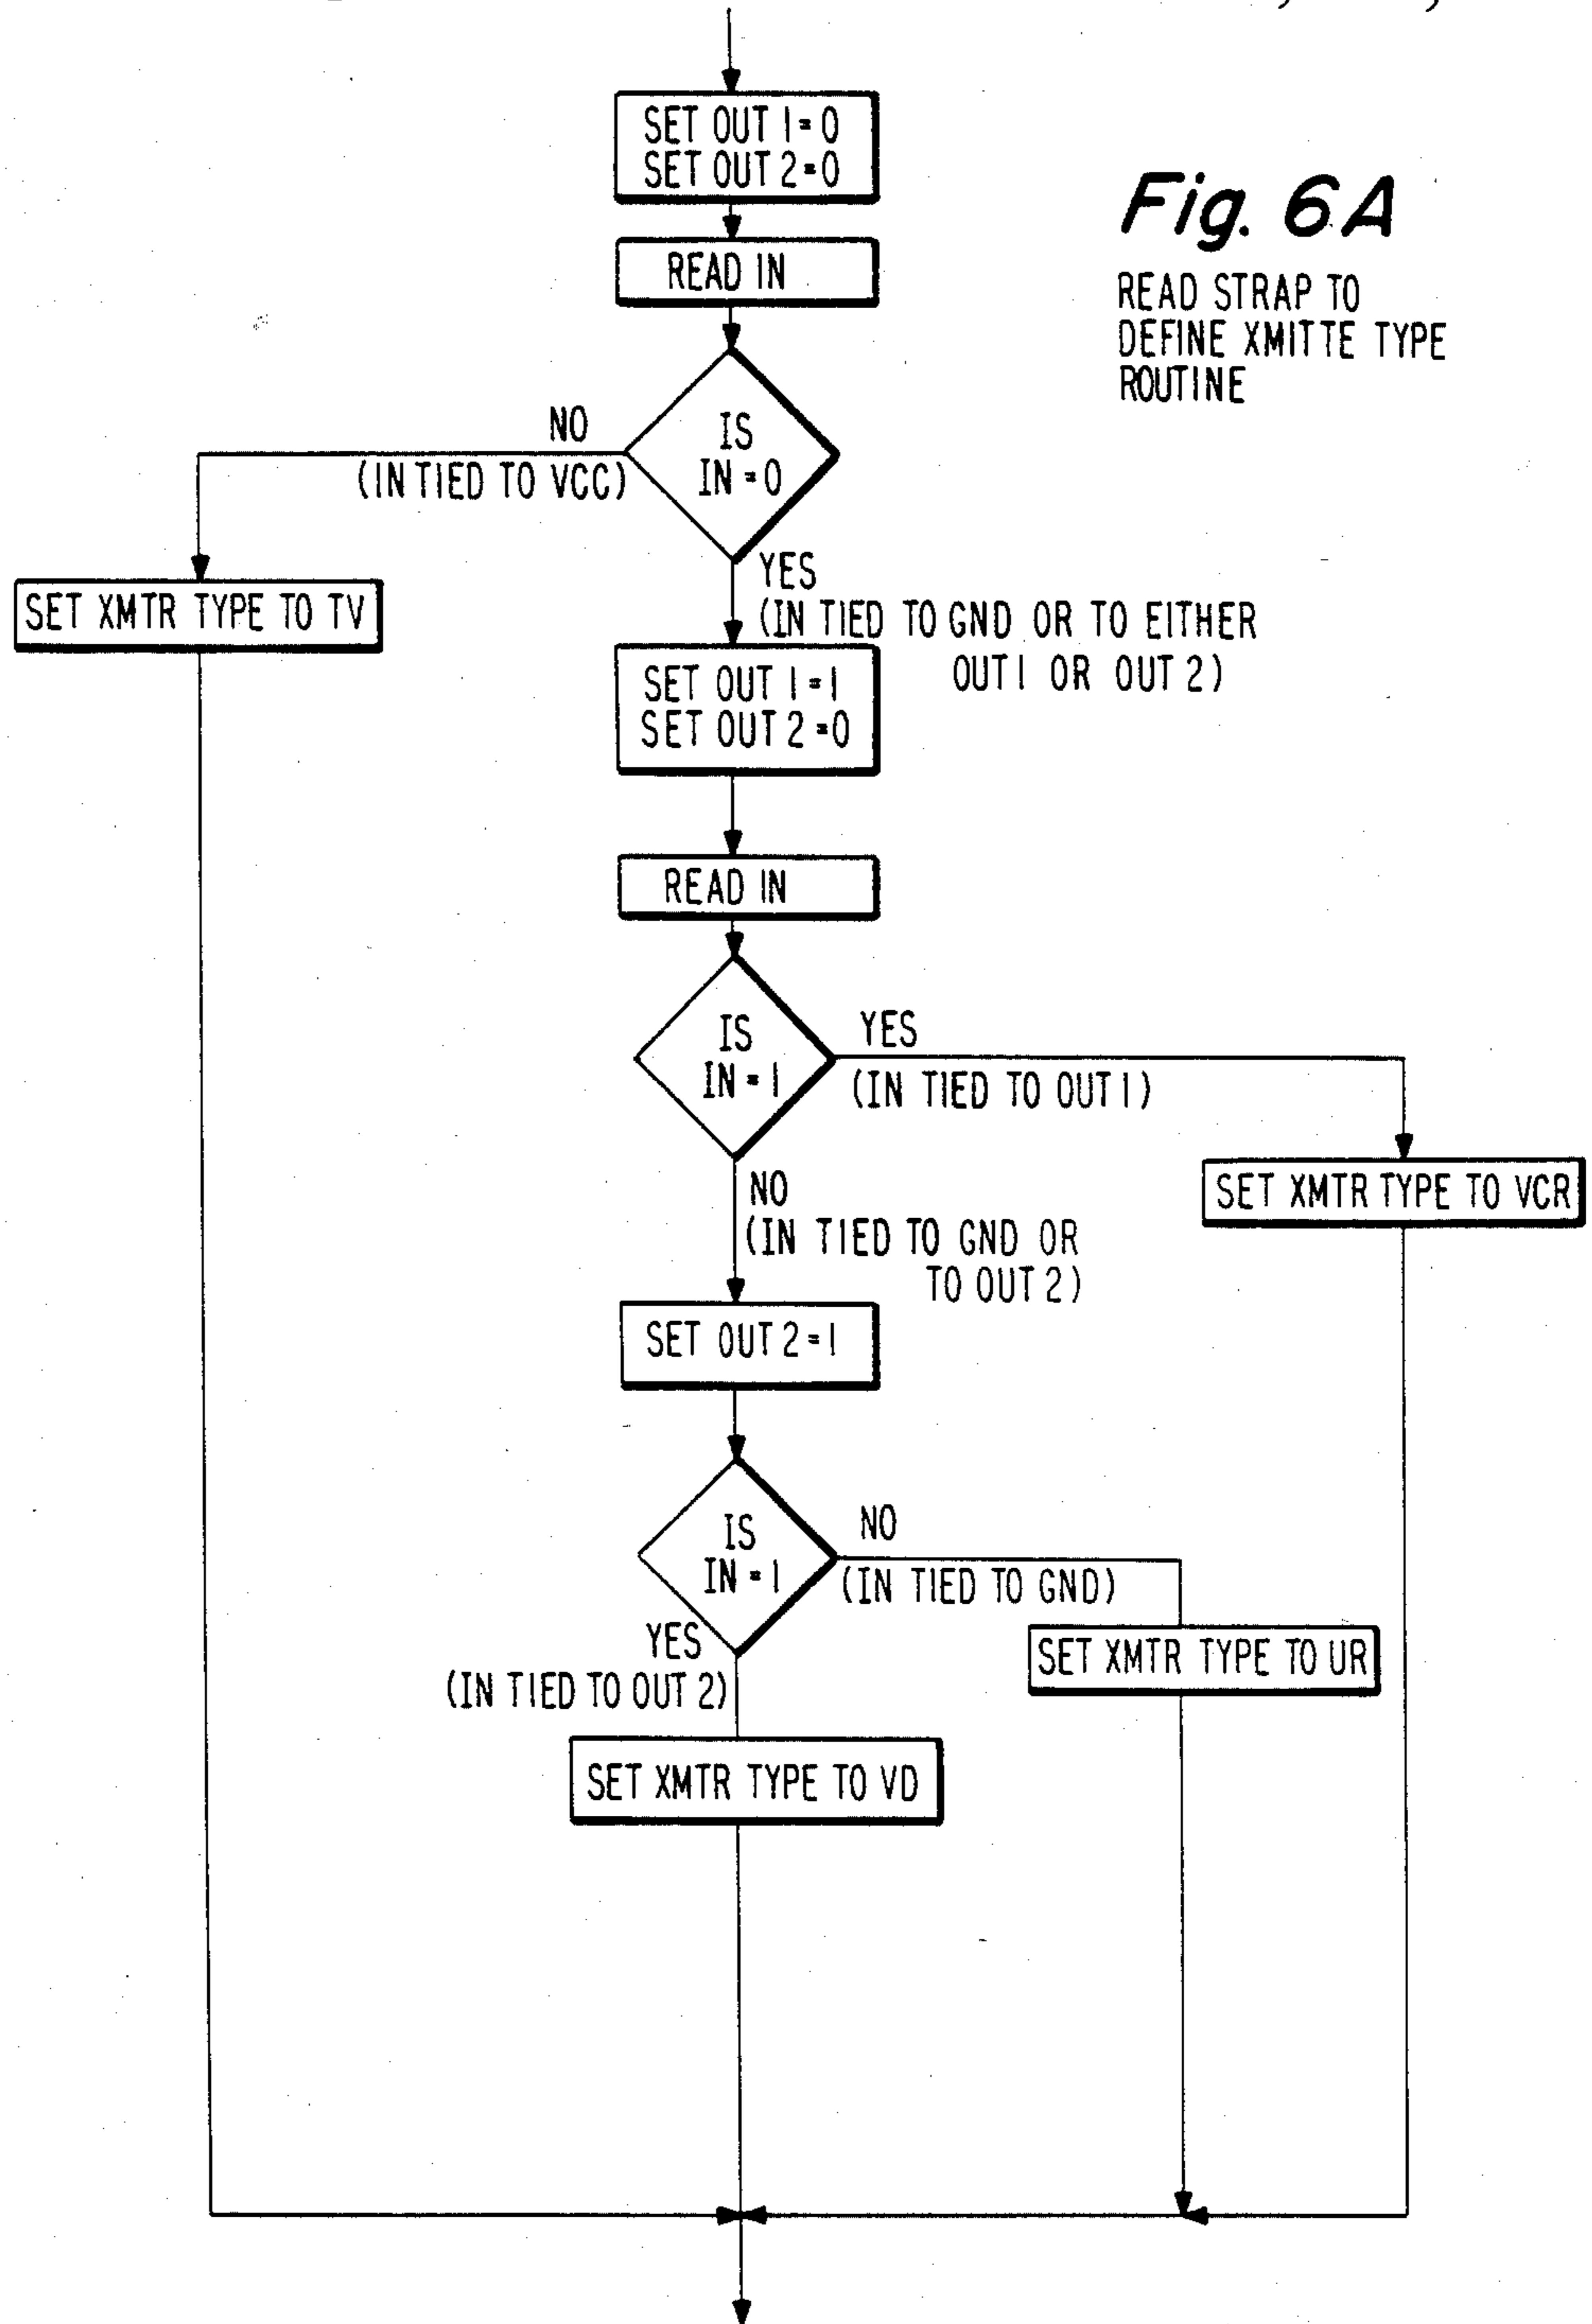 SET OUT 1=0
SET OUT 2=0
Fig. 6A
READ STRAP TO
DEFINE XMITTE TYPE
ROUTINE
READ IN
IS
IN=0
NO
(IN TIED TO VCC)
YES
(IN TIED TO GND OR TO EITHER
OUT1 OR OUT 2)
SET XMTR TYPE TO TV
SET OUT 1=1
SET OUT 2=0
READ IN
IS
IN=1
YES
(IN TIED TO OUT1)
SET XMTR TYPE TO VCR
NO
(IN TIED TO GND OR
TO OUT 2)
SET OUT 2=1
IS
IN=1
NO
(IN TIED TO GND)
SET XMTR TYPE TO UR
YES
(IN TIED TO OUT 2)
SET XMTR TYPE TO VD